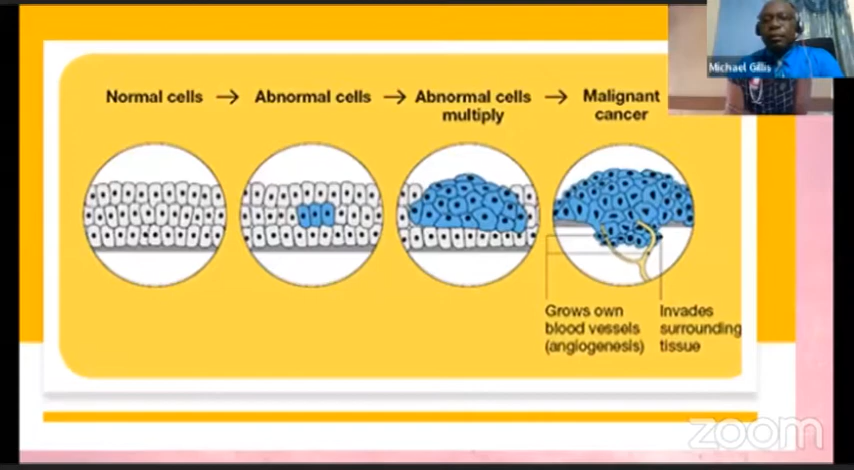 Michael Gillis
Normal cells → Abnormal cells → Abnormal cells → Malignant
multiply cancer
Grows own Invades
blood vessels surrounding
(angiogenesis) tissue
zoom